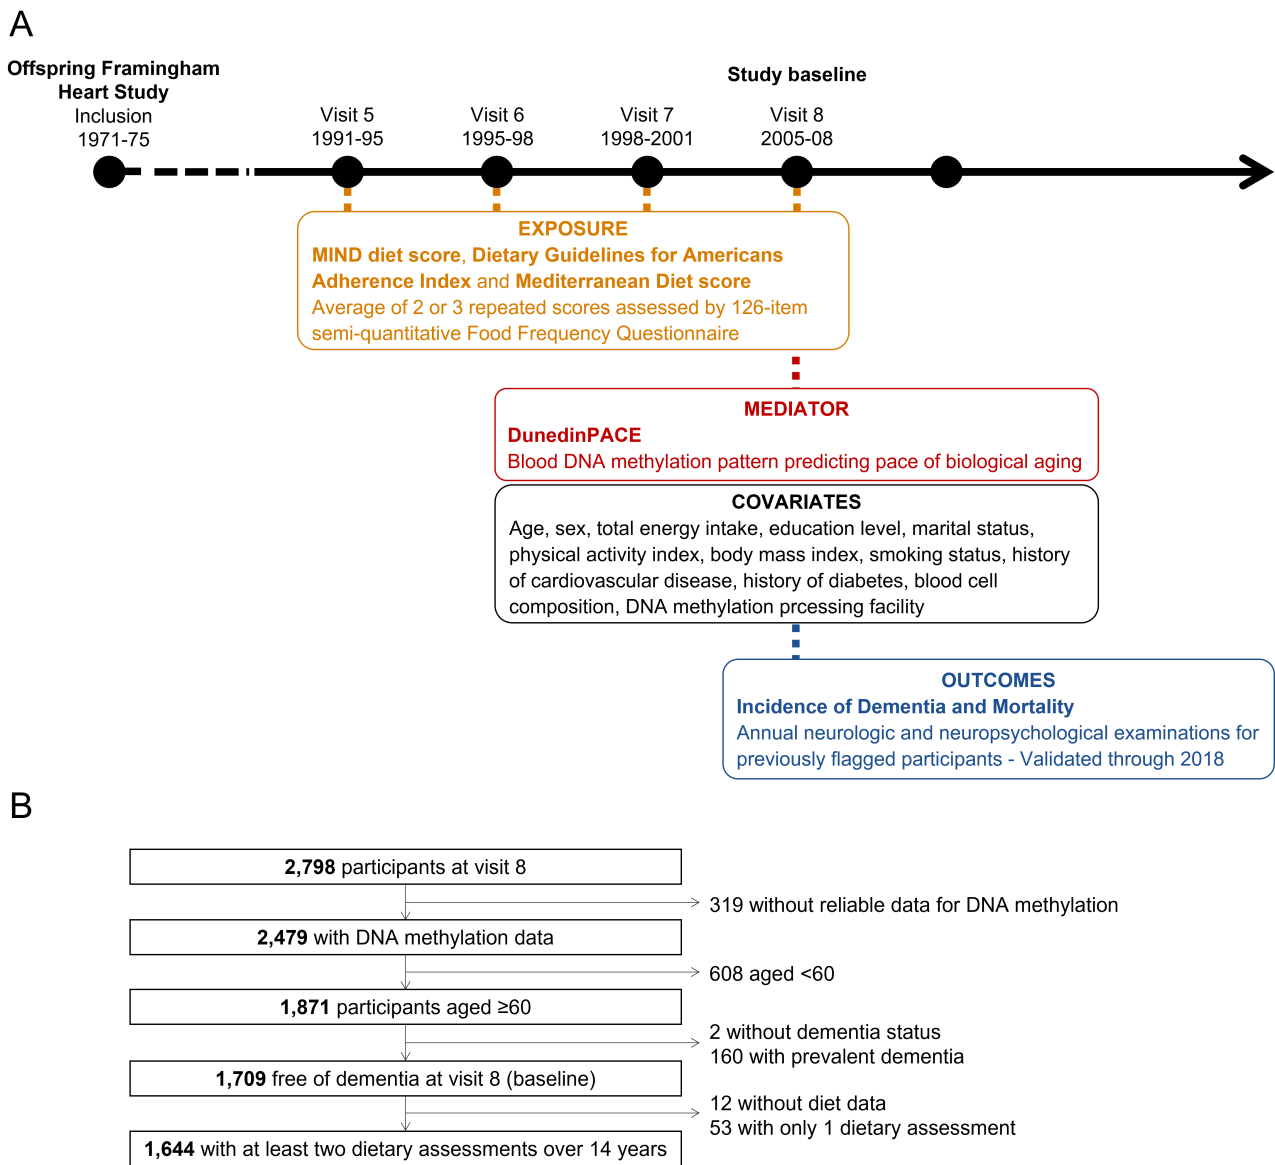 A
Offspring Framingham
Heart Study
Inclusion
1971-75
Study baseline
Visit 5
1991-95
Visit 6
1995-98
Visit 7
1998-2001
Visit 8
2005-08
EXPOSURE
MIND diet score, Dietary Guidelines for Americans
Adherence Index and Mediterranean Diet score
Average of 2 or 3 repeated scores assessed by 126-item
semi-quantitative Food Frequency Questionnaire
MEDIATOR
DunedinPACE
Blood DNA methylation pattern predicting pace of biological aging
COVARIATES
Age, sex, total energy intake, education level, marital status,
physical activity index, body mass index, smoking status, history
of cardiovascular disease, history of diabetes, blood cell
composition, DNA methylation prcessing facility
OUTCOMES
Incidence of Dementia and Mortality
Annual neurologic and neuropsychological examinations for
previously flagged participants - Validated through 2018
B
2,798 participants at visit 8
319 without reliable data for DNA methylation
2,479 with DNA methylation data
608 aged <60
1,871 participants aged ≥60
2 without dementia status
160 with prevalent dementia
1,709 free of dementia at visit 8 (baseline)
12 without diet data
53 with only 1 dietary assessment
1,644 with at least two dietary assessments over 14 years